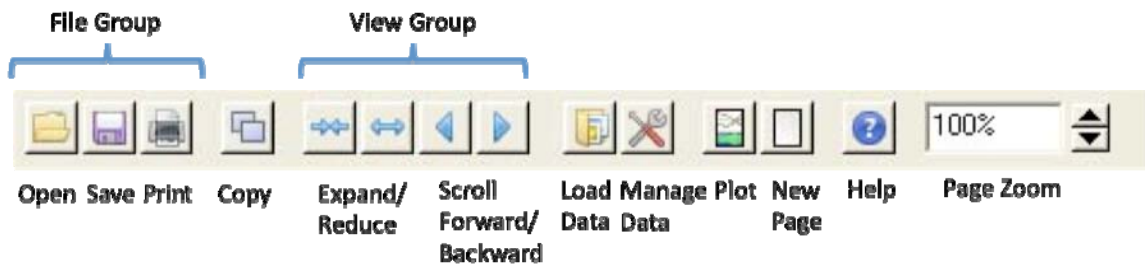 File Group View Group
100%
Open Save Print Copy Expand/ Scroll Load Manage Plot New Help Page Zoom
Reduce Forward/ Data Data Page
Backward